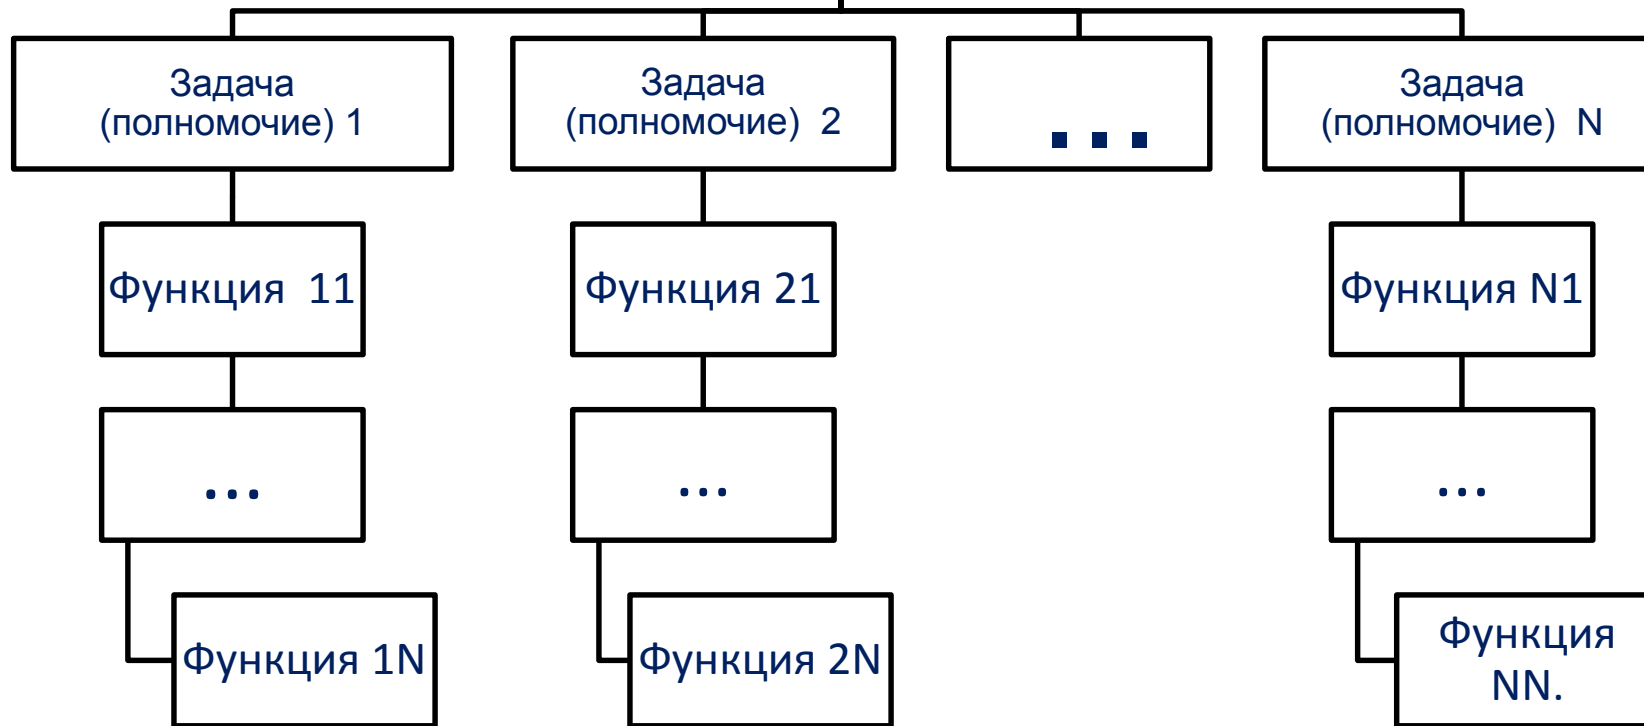 Задача
(полномочие) 1
Задача
(полномочие) 2
...
Задача
(полномочие) N
Функция 11
Функция 21
Функция N1
...
...
...
Функция 1N
Функция 2N
Функция
NN.